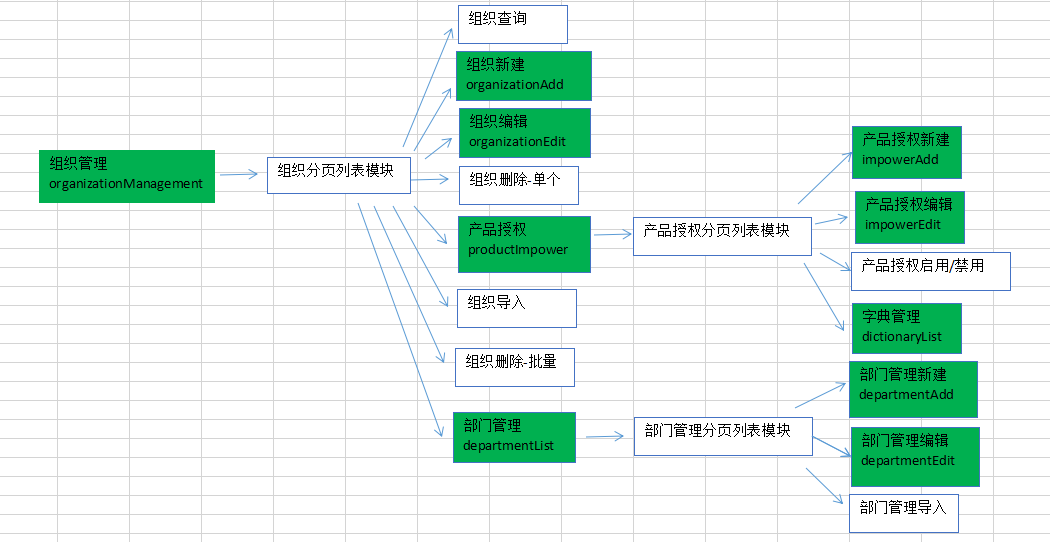 组织管理
organizationManagement
组织分页列表模块
组织查询
组织新建
organizationAdd
组织编辑
organizationEdit
组织删除-单个
产品授权
productImpower
组织导入
组织删除-批量
部门管理
departmentList
产品授权分页列表模块
产品授权新建
impowerAdd
产品授权编辑
impowerEdit
产品授权启用/禁用
字典管理
dictionaryList
部门管理分页列表模块
部门管理新建
departmentAdd
部门管理编辑
departmentEdit
部门管理导入